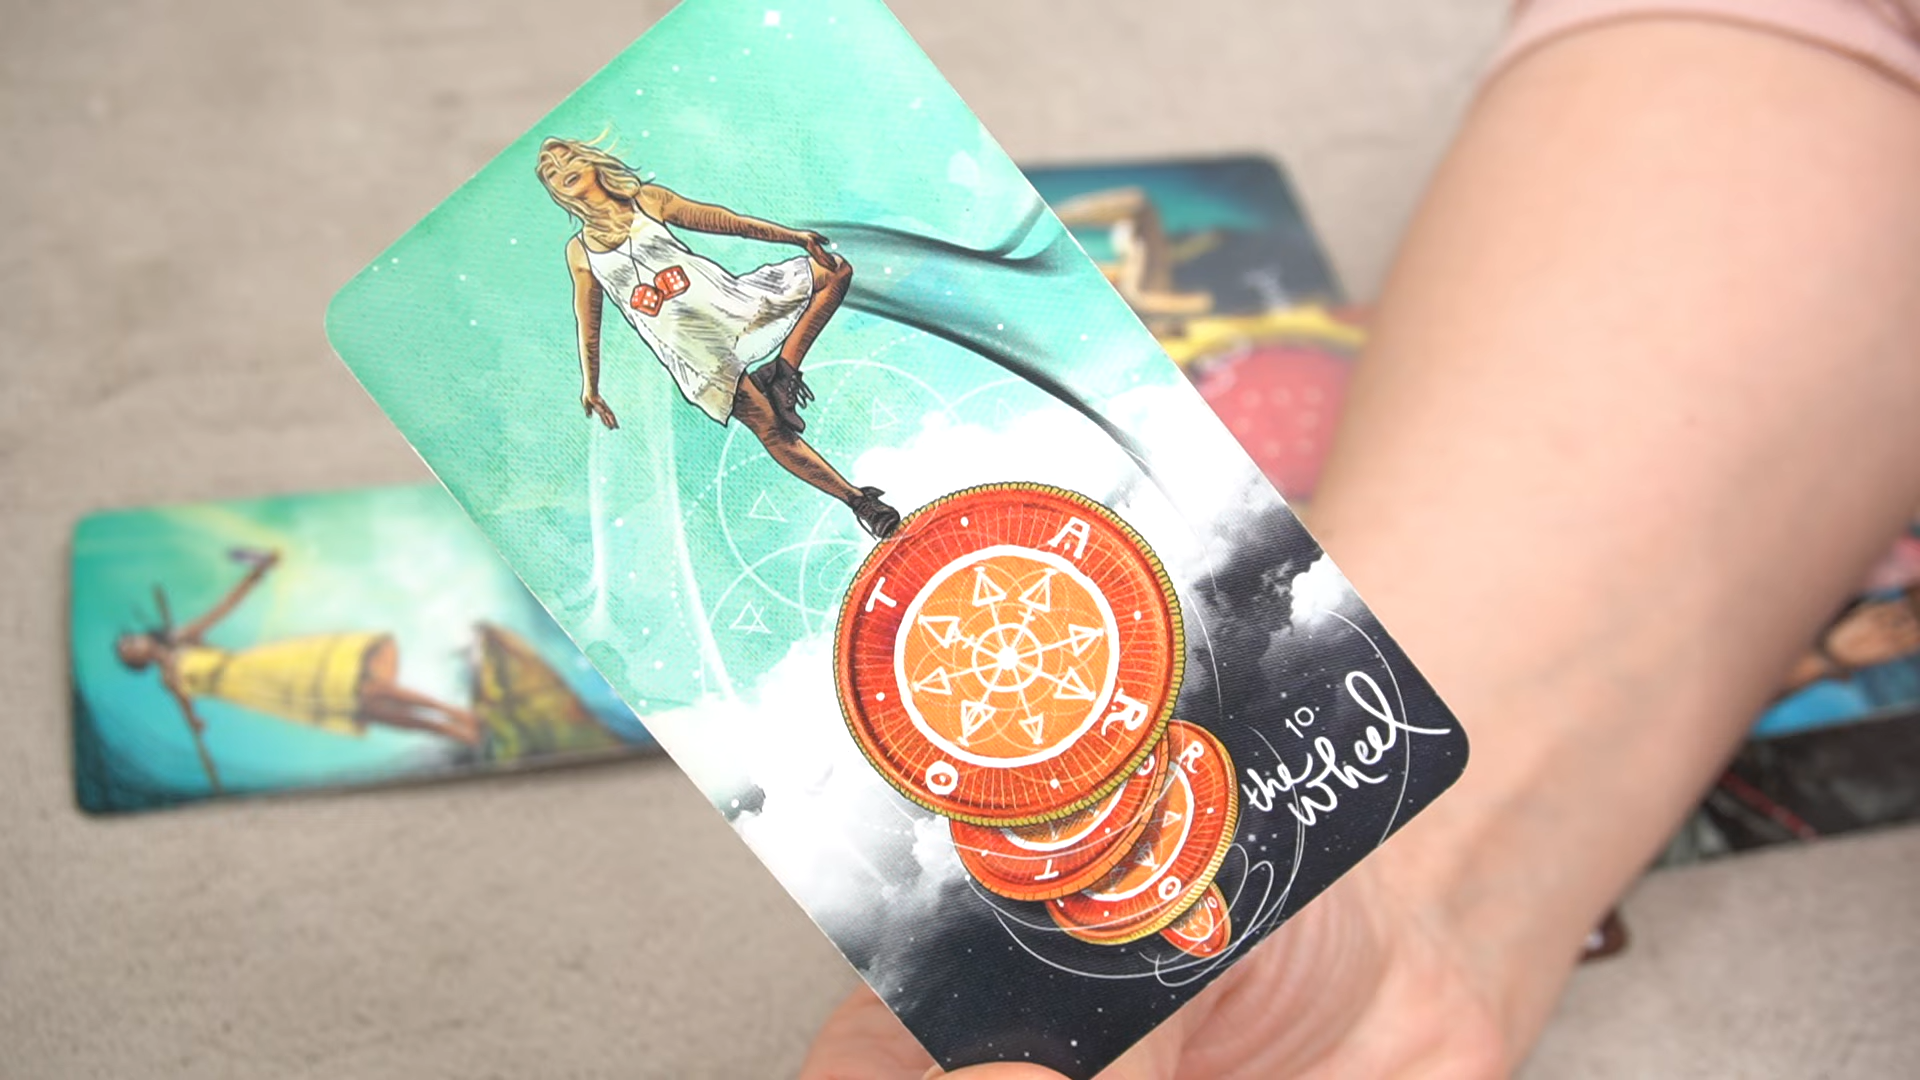 T A R O
R O T
O
10.
the
wheel